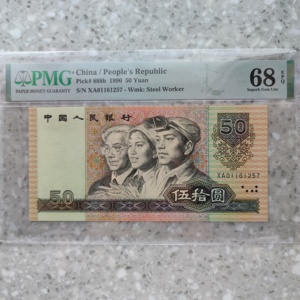 PMG
PAPER MONEY GUARANTY
China / People's Republic
Pick# 888b 1990 50 Yuan
S/N XA01161257 - Wmk: Steel Worker
68 EPQ
Superb Gem Unc
中国人民银行
50
50
伍拾圆
XA01161257